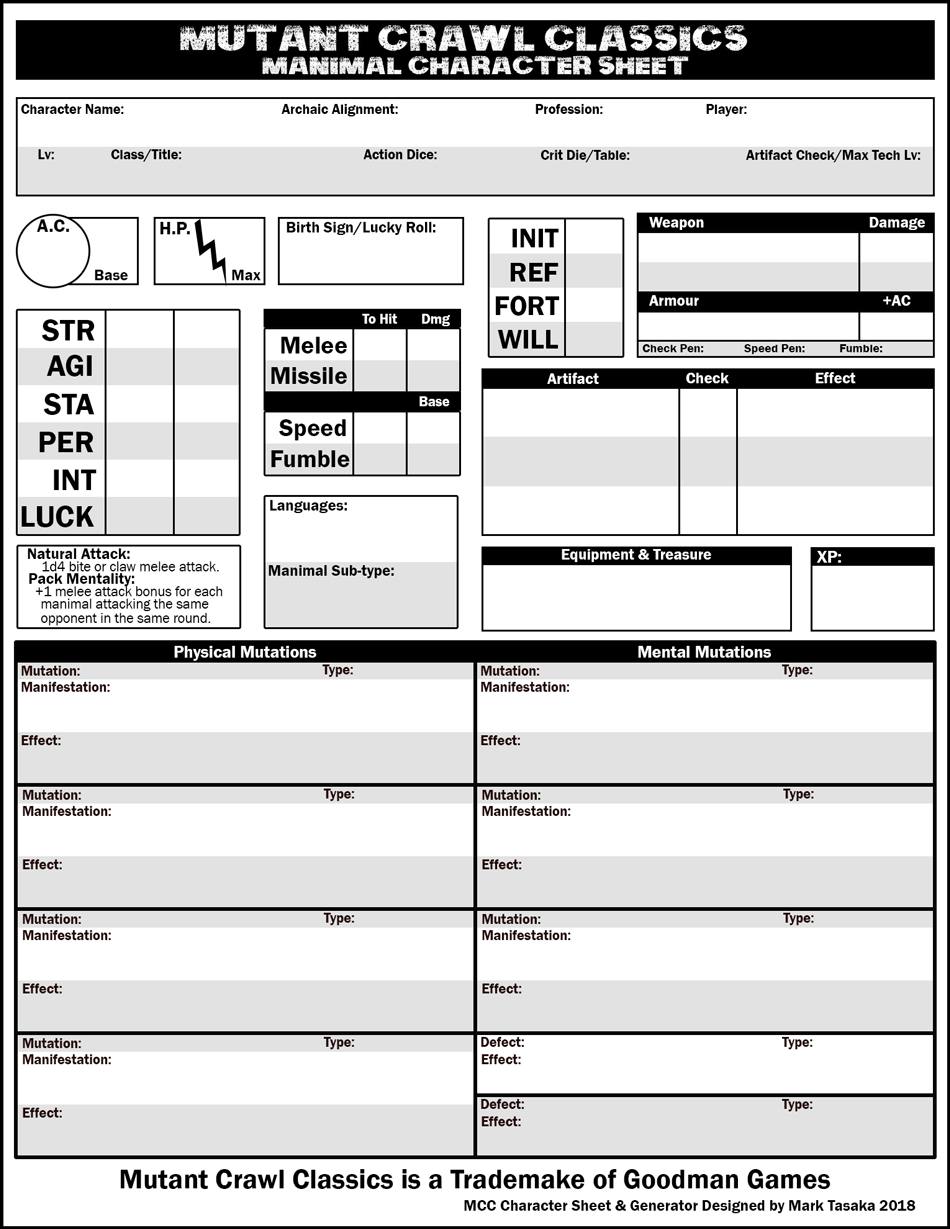 MUTANT CRAWL CLASSICS
MANIMAL CHARACTER SHEET
Character Name: Archaic Alignment: Profession: Player:
Lv: Class/Title: Action Dice: Crit Die/Table: Artifact Check/Max Tech Lv:
A.C.
Base
H.P.
Max
Birth Sign/Lucky Roll:
INIT
REF
FORT
WILL
Weapon Damage
Armour +AC
Check Pen: Speed Pen: Fumble:
STR
AGI
STA
PER
INT
LUCK
To Hit Dmg
Melee
Missile
Base
Speed
Fumble
Artifact Check Effect
Languages:
Manimal Sub-type:
Natural Attack:
1d4 bite or claw melee attack.
Pack Mentality:
+1 melee attack bonus for each
manimal attacking the same
opponent in the same round.
Equipment & Treasure
XP:
Physical Mutations
Mutation: Type:
Manifestation:
Effect:
Mutation: Type:
Manifestation:
Effect:
Mutation: Type:
Manifestation:
Effect:
Mutation: Type:
Manifestation:
Effect:
Mental Mutations
Mutation: Type:
Manifestation:
Effect:
Mutation: Type:
Manifestation:
Effect:
Mutation: Type:
Manifestation:
Effect:
Defect: Type:
Effect:
Defect: Type:
Effect:
Mutant Crawl Classics is a Trademake of Goodman Games
MCC Character Sheet & Generator Designed by Mark Tasaka 2018